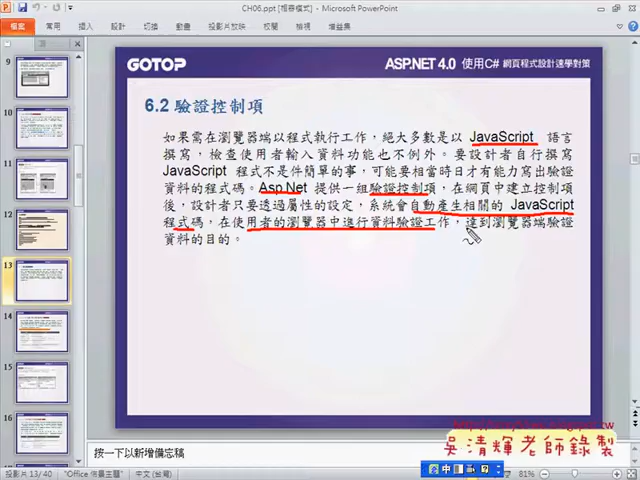 CH06.ppt [相容模式] - Microsoft PowerPoint
檔案 常用 插入 設計 切換 動畫 投影片放映 校閱 檢視 增益集
GOTOP
ASP.NET 4.0 使用C# 網頁程式設計速學對策
6.2 驗證控制項
如果需在瀏覽器端以程式執行工作，絕大多數是以 JavaScript 語言
撰寫，檢查使用者輸入資料功能也不例外。要設計者自行撰寫
JavaScript 程式不是件簡單的事，可能要相當時日才有能力寫出驗證
資料的程式碼。Asp.Net 提供一組驗證控制項，在網頁中建立控制項
後，設計者只要透過屬性的設定，系統會自動產生相關的 JavaScript
程式碼，在使用者的瀏覽器中進行資料驗證工作，達到瀏覽器端驗證
資料的目的。
9
10
11
12
13
14
15
16
吳清輝老師錄製
按一下以新增備忘稿
投影片 13/40
"Office 佈景主題"
中文(台灣)
81%